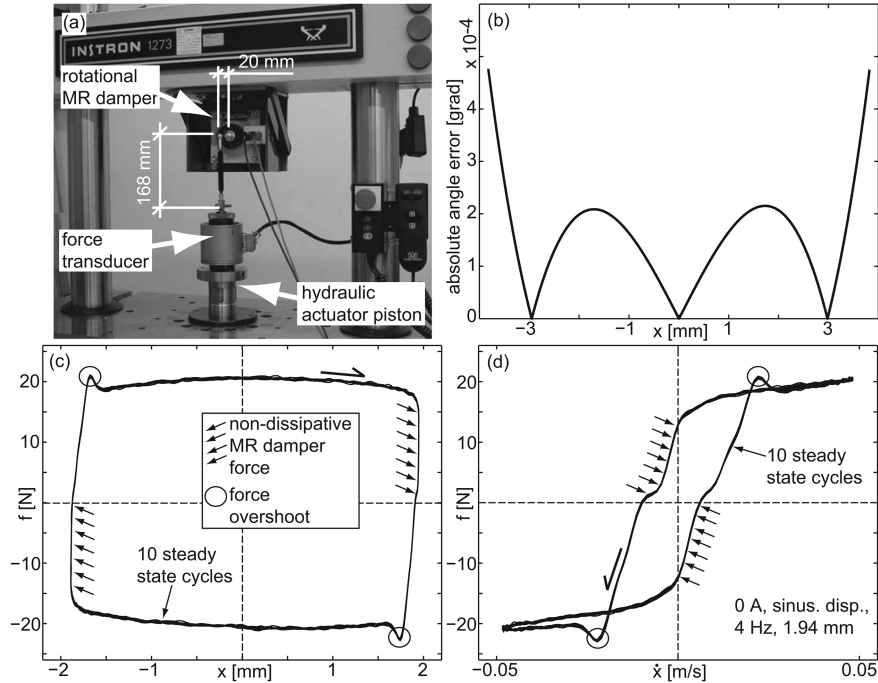 (a)
INSTRON 1273
20 mm
rotational
MR damper
168 mm
force
transducer
hydraulic
actuator piston
(b)
x 10-4
absolute angle error [grad]
4
2
0
−3
−1
1
3
x [mm]
(c)
20
10
0
−10
−20
f [N]
non-dissipative
MR damper
force
force
overshoot
10 steady
state cycles
−2
−1
0
1
2
x [mm]
(d)
20
10
0
−10
−20
f [N]
10 steady
state cycles
0 A, sinus. disp.,
4 Hz, 1.94 mm
−0.05
0.05
ẋ [m/s]